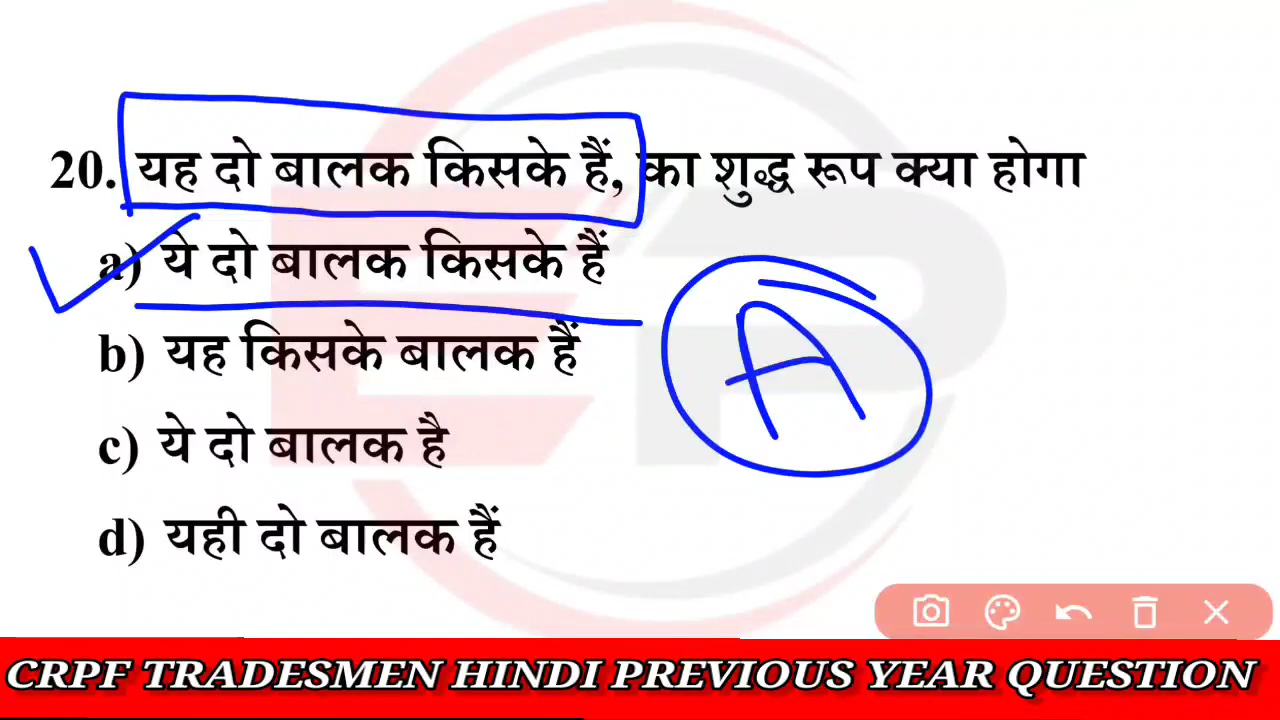 20. यह दो बालक किसके हैं, का शुद्ध रूप क्या होगा
a) ये दो बालक किसके हैं
b) यह किसके बालक हैं
c) ये दो बालक है
d) यही दो बालक हैं
A
CRPF TRADESMEN HINDI PREVIOUS YEAR QUESTION